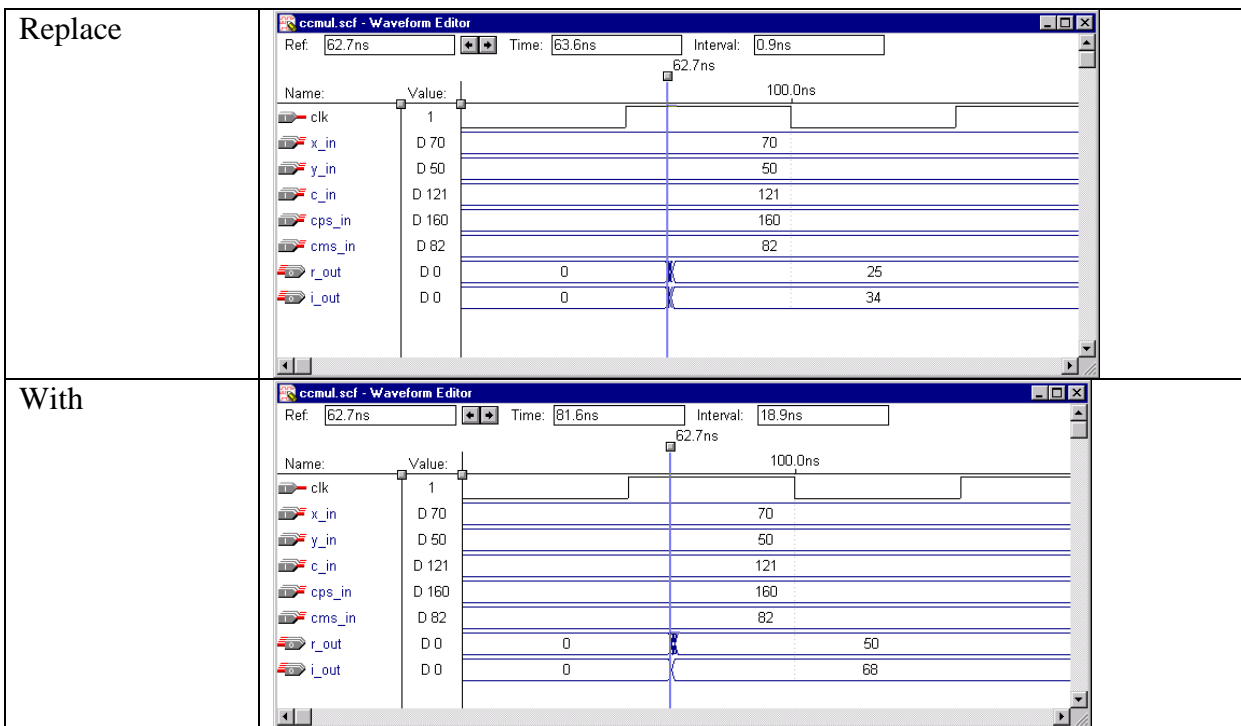 Replace
ccmul.scf - Waveform Editor
Ref: 62.7ns Time: 63.6ns Interval: 0.9ns
62.7ns
Name: Value: 100.0ns
clk 1
x_in D 70 70
y_in D 50 50
c_in D 121 121
cps_in D 160 160
cms_in D 82 82
r_out D 0 0 25
i_out D 0 0 34
With
ccmul.scf - Waveform Editor
Ref: 62.7ns Time: 81.6ns Interval: 18.9ns
62.7ns
Name: Value: 100.0ns
clk 1
x_in D 70 70
y_in D 50 50
c_in D 121 121
cps_in D 160 160
cms_in D 82 82
r_out D 0 0 50
i_out D 0 0 68